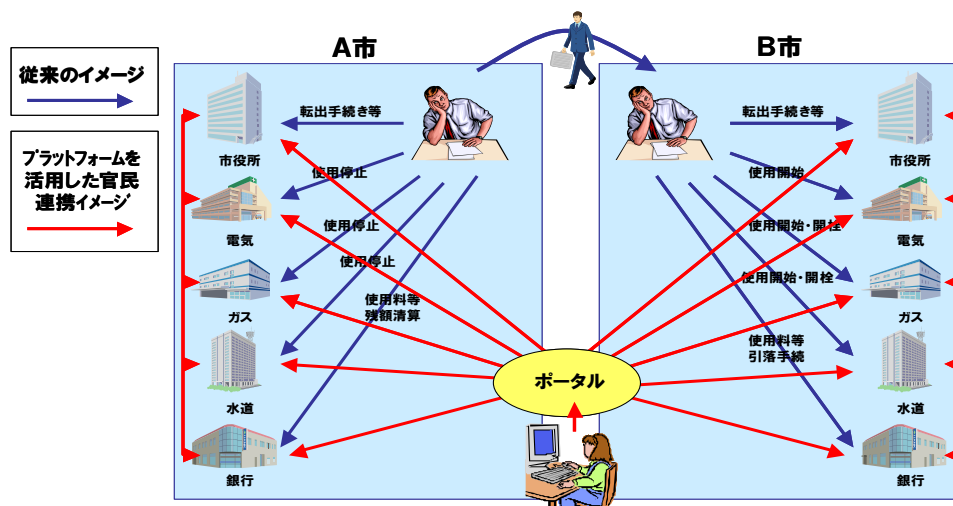 従来のイメージ
プラットフォームを
活用した官民
連携イメージ
A市
B市
転出手続き等
市役所
使用停止
電気
使用停止
使用停止
ガス
使用料等
残額清算
水道
銀行
ポータル
転出手続き等
市役所
使用開始
電気
使用開始・開栓
使用開始・開栓
ガス
使用料等
引落手続
水道
銀行